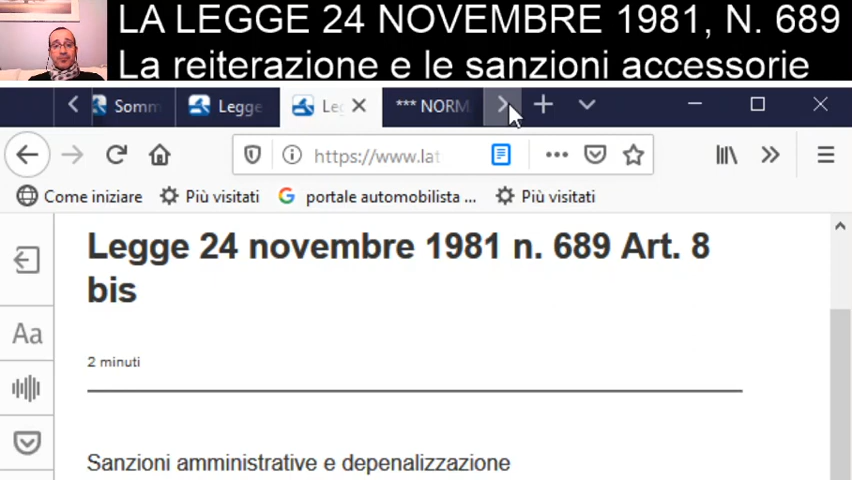 LA LEGGE 24 NOVEMBRE 1981, N. 689
La reiterazione e le sanzioni accessorie
Somm Legge Le *** NORM
https://www.lat
Come iniziare Più visitati portale automobilista ... Più visitati
Legge 24 novembre 1981 n. 689 Art. 8
bis
Aa
2 minuti
Sanzioni amministrative e depenalizzazione